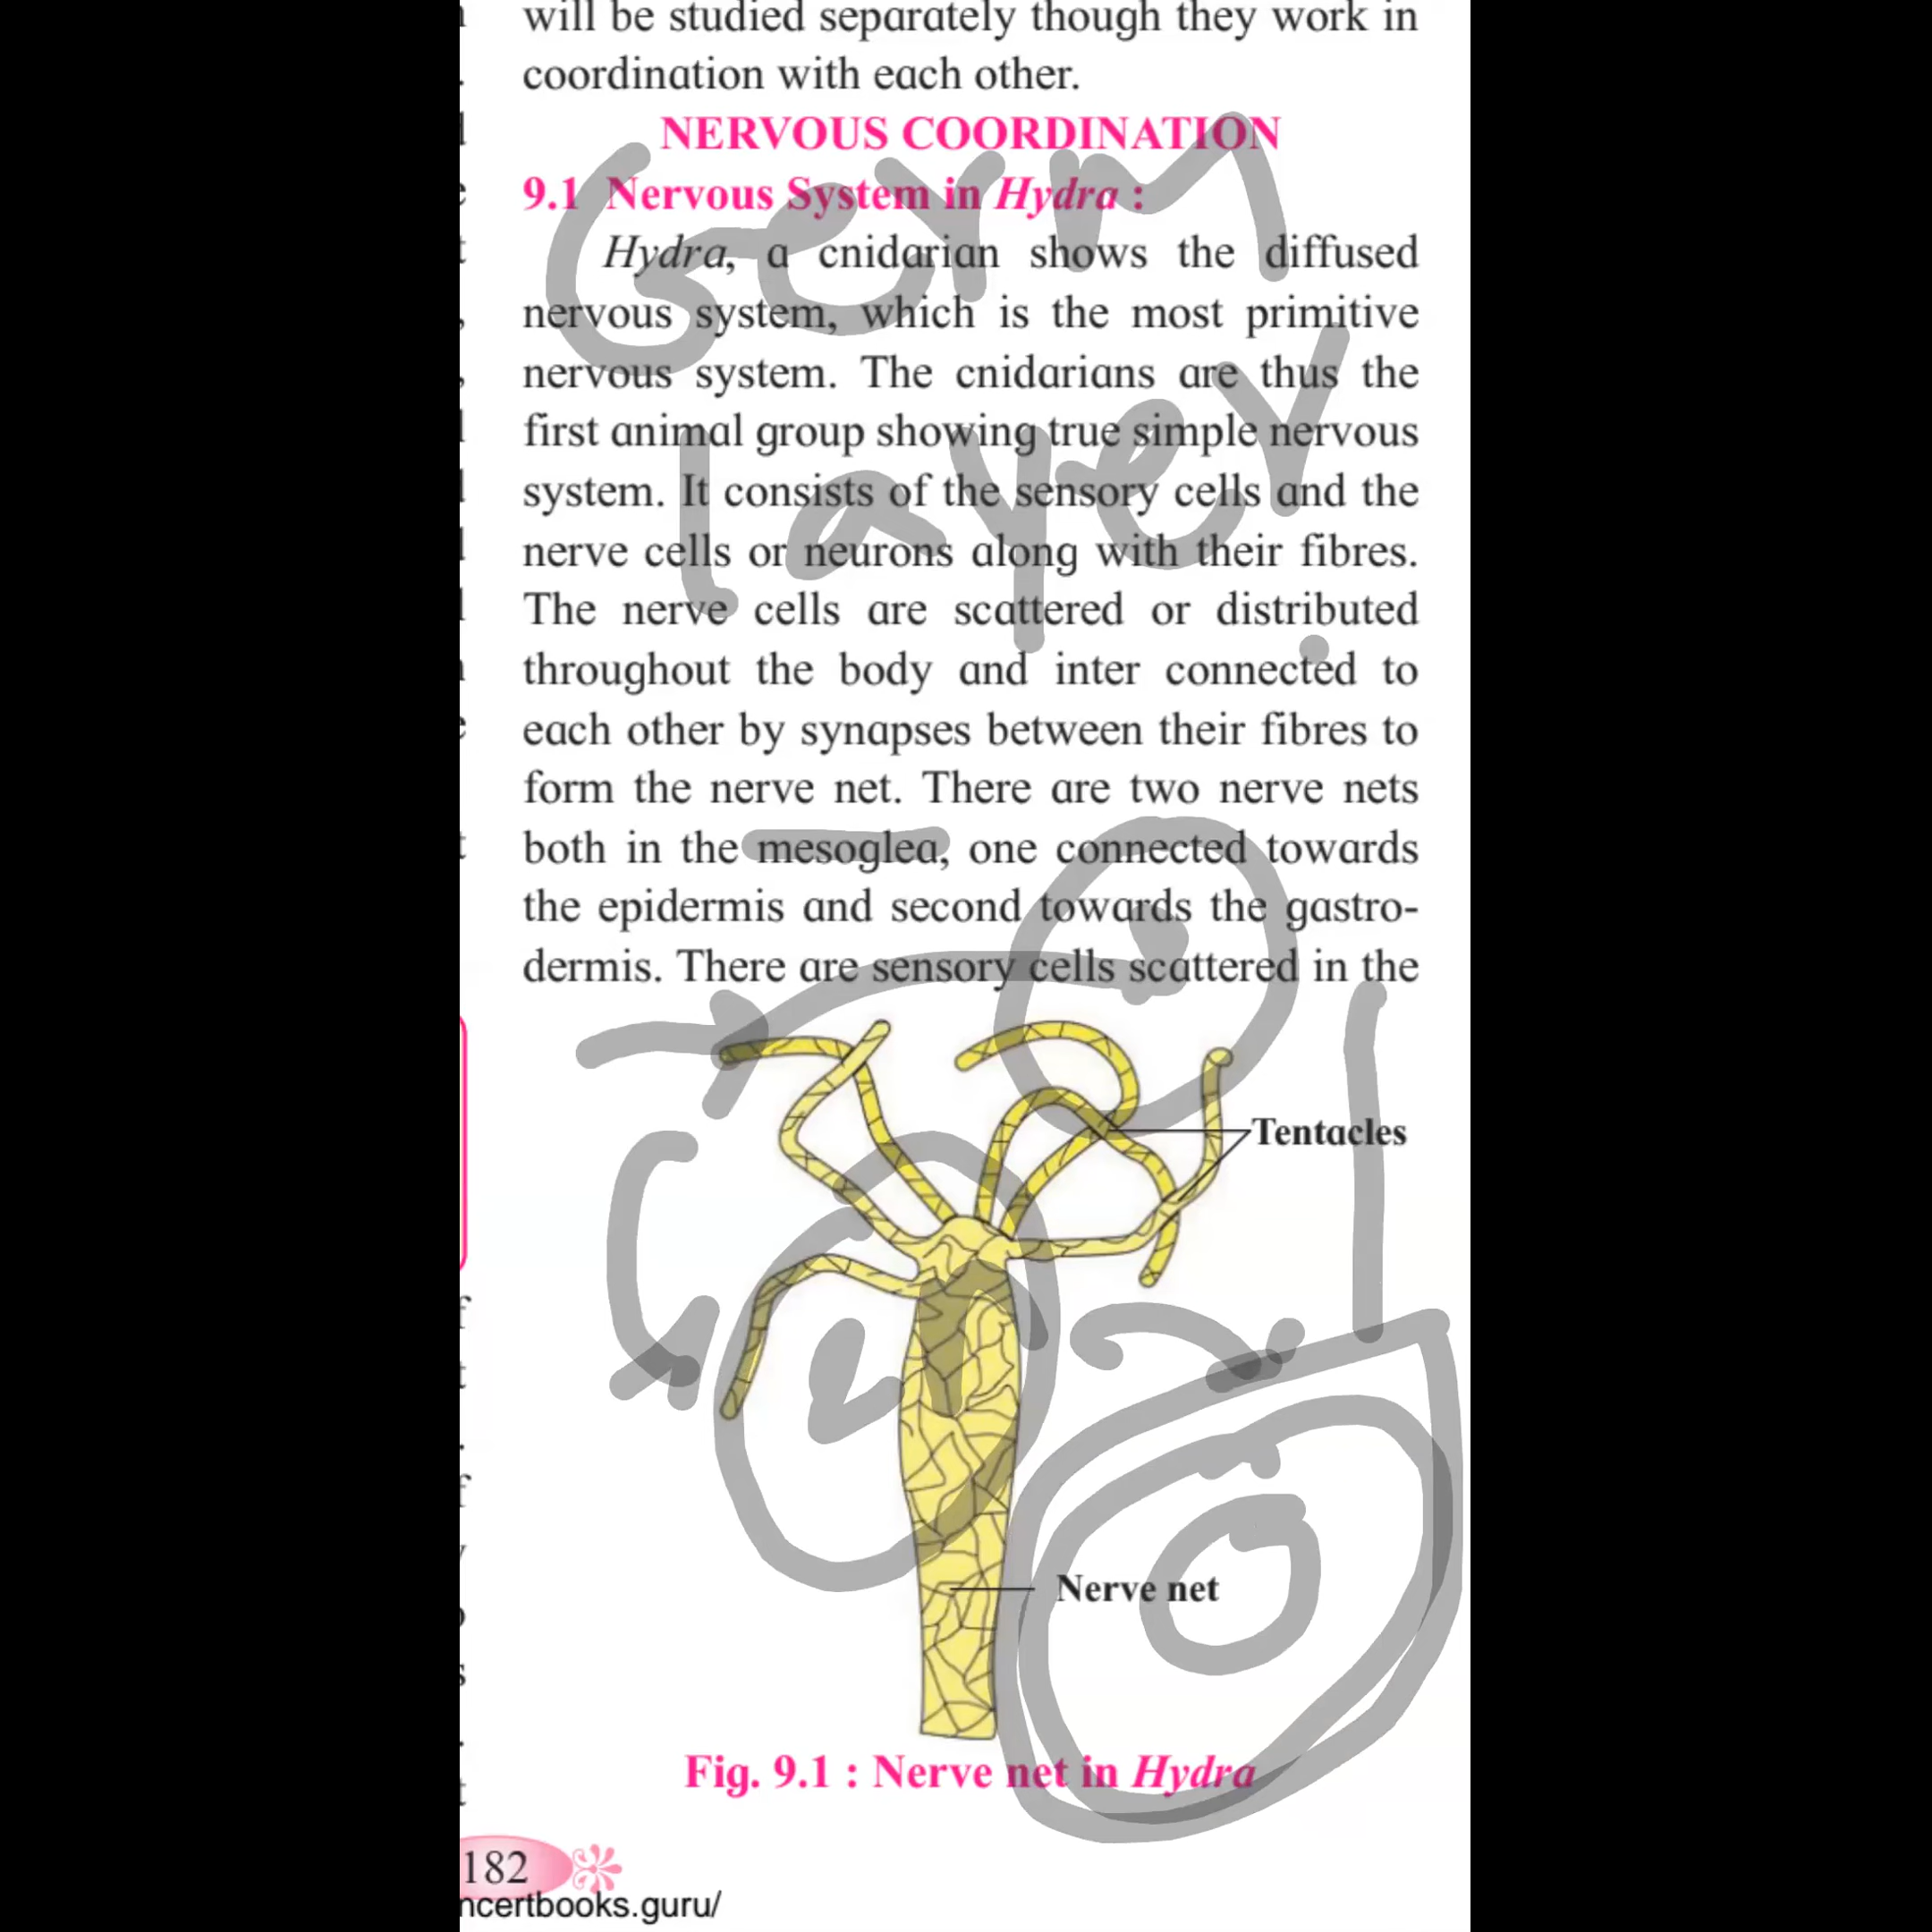 will be studied separately though they work in
coordination with each other.
NERVOUS COORDINATION
9.1 Nervous System in Hydra :
Hydra, a cnidarian shows the diffused
nervous system, which is the most primitive
nervous system. The cnidarians are thus the
first animal group showing true simple nervous
system. It consists of the sensory cells and the
nerve cells or neurons along with their fibres.
The nerve cells are scattered or distributed
throughout the body and inter connected to
each other by synapses between their fibres to
form the nerve net. There are two nerve nets
both in the mesoglea, one connected towards
the epidermis and second towards the gastro-
dermis. There are sensory cells scattered in the
Germ
layer
Tentacles
Nerve net
Fig. 9.1 : Nerve net in Hydra
182
ncertbooks.guru/